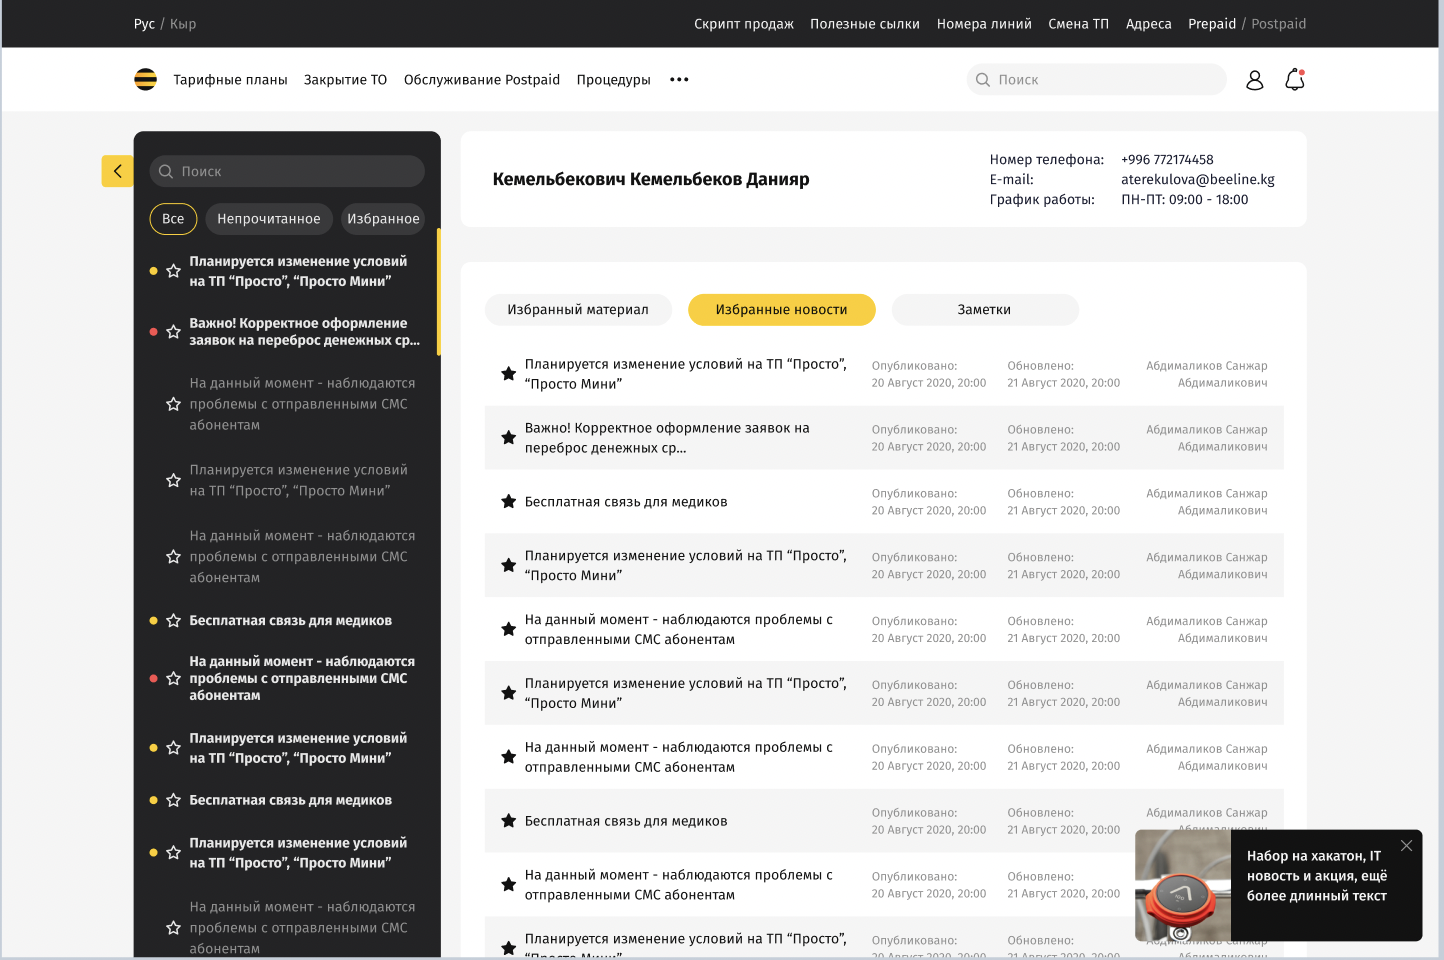 Рус / Кыр
Скрипт продаж Полезные сылки Номера линий Смена ТП Адреса Prepaid / Postpaid
Тарифные планы Закрытие ТО Обслуживание Postpaid Процедуры •••
Поиск
Поиск
Все Непрочитанное Избранное
Планируется изменение условий
на ТП “Просто”, “Просто Мини”
Важно! Корректное оформление
заявок на переброс денежных ср...
На данный момент - наблюдаются
проблемы с отправленными СМС
абонентам
Планируется изменение условий
на ТП “Просто”, “Просто Мини”
На данный момент - наблюдаются
проблемы с отправленными СМС
абонентам
Бесплатная связь для медиков
На данный момент - наблюдаются
проблемы с отправленными СМС
абонентам
Планируется изменение условий
на ТП “Просто”, “Просто Мини”
Бесплатная связь для медиков
Планируется изменение условий
на ТП “Просто”, “Просто Мини”
На данный момент - наблюдаются
проблемы с отправленными СМС
абонентам
Кемельбекович Кемельбеков Данияр
Номер телефона: +996 772174458
E-mail: aterekulova@beeline.kg
График работы: ПН-ПТ: 09:00 - 18:00
Избранный материал Избранные новости Заметки
Планируется изменение условий на ТП “Просто”,
“Просто Мини”
Опубликовано:
20 Август 2020, 20:00
Обновлено:
21 Август 2020, 20:00
Абдималиков Санжар
Абдималикович
Важно! Корректное оформление заявок на
переброс денежных ср...
Опубликовано:
20 Август 2020, 20:00
Обновлено:
21 Август 2020, 20:00
Абдималиков Санжар
Абдималикович
Бесплатная связь для медиков
Опубликовано:
20 Август 2020, 20:00
Обновлено:
21 Август 2020, 20:00
Абдималиков Санжар
Абдималикович
Планируется изменение условий на ТП “Просто”,
“Просто Мини”
Опубликовано:
20 Август 2020, 20:00
Обновлено:
21 Август 2020, 20:00
Абдималиков Санжар
Абдималикович
На данный момент - наблюдаются проблемы с
отправленными СМС абонентам
Опубликовано:
20 Август 2020, 20:00
Обновлено:
21 Август 2020, 20:00
Абдималиков Санжар
Абдималикович
Планируется изменение условий на ТП “Просто”,
“Просто Мини”
Опубликовано:
20 Август 2020, 20:00
Обновлено:
21 Август 2020, 20:00
Абдималиков Санжар
Абдималикович
На данный момент - наблюдаются проблемы с
отправленными СМС абонентам
Опубликовано:
20 Август 2020, 20:00
Обновлено:
21 Август 2020, 20:00
Абдималиков Санжар
Абдималикович
Бесплатная связь для медиков
Опубликовано:
20 Август 2020, 20:00
Обновлено:
21 Август 2020, 20:00
Абдималиков Санжар
Абдималикович
На данный момент - наблюдаются проблемы с
отправленными СМС абонентам
Опубликовано:
20 Август 2020, 20:00
Обновлено:
21 Август 2020, 20:00
Планируется изменение условий на ТП “Просто”,
“Просто Мини”
Опубликовано:
20 Август 2020, 20:00
Обновлено:
21 Август 2020, 20:00
Абдималикович
Набор на хакатон, IT
новость и акция, ещё
более длинный текст